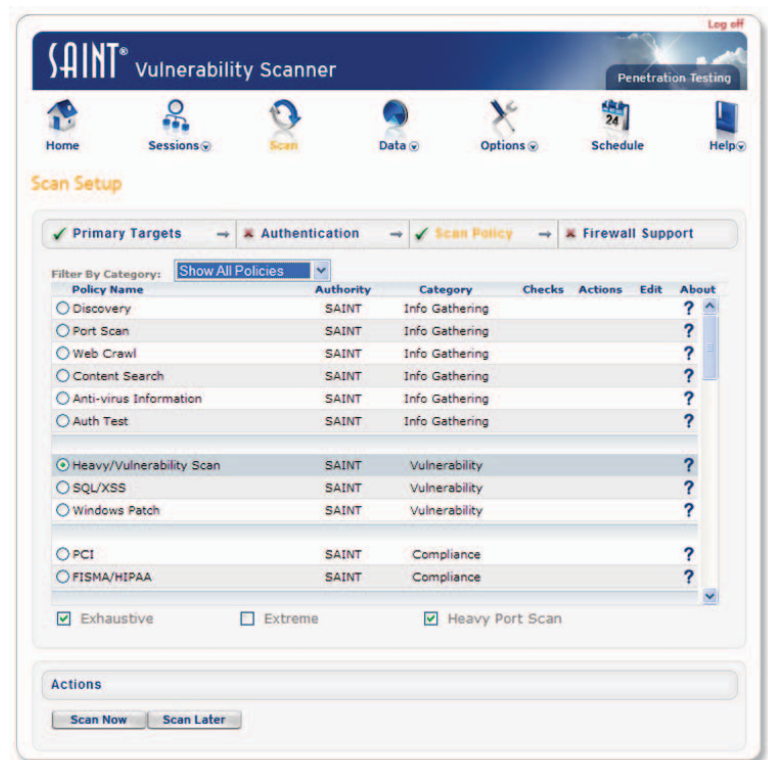 Log off
SAINT® Vulnerability Scanner
Penetration Testing
24
Home Sessions Scan Data Options Schedule Help
Scan Setup
Primary Targets → Authentication → Scan Policy → Firewall Support
Filter By Category: Show All Policies
Policy Name Authority Category Checks Actions Edit About
Discovery SAINT Info Gathering ?
Port Scan SAINT Info Gathering ?
Web Crawl SAINT Info Gathering ?
Content Search SAINT Info Gathering ?
Anti-virus Information SAINT Info Gathering ?
Auth Test SAINT Info Gathering ?
Heavy/Vulnerability Scan SAINT Vulnerability ?
SQL/XSS SAINT Vulnerability ?
Windows Patch SAINT Vulnerability ?
PCI SAINT Compliance ?
FISMA/HIPAA SAINT Compliance ?
Exhaustive Extreme Heavy Port Scan
Actions
Scan Now Scan Later